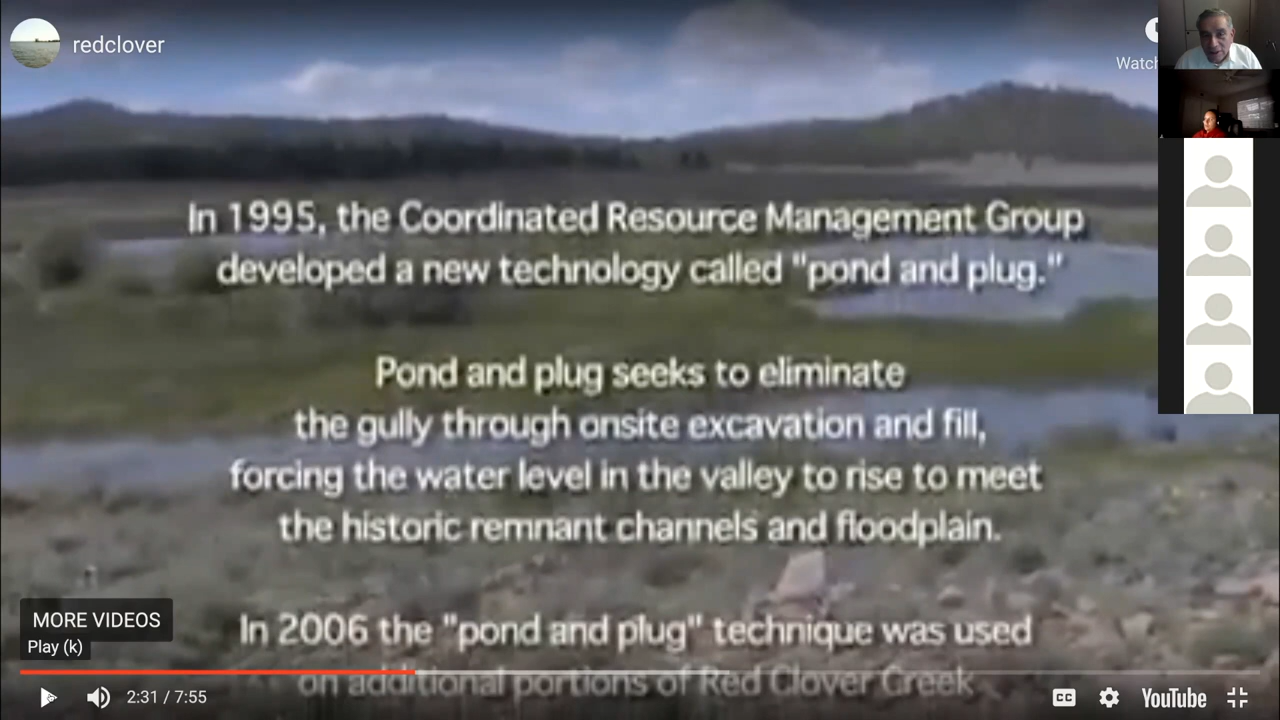 redclover
Watch
In 1995, the Coordinated Resource Management Group
developed a new technology called "pond and plug."
Pond and plug seeks to eliminate
the gully through onsite excavation and fill,
forcing the water level in the valley to rise to meet
the historic remnant channels and floodplain.
In 2006 the "pond and plug" technique was used
on additional portions of Red Clover Creek
MORE VIDEOS
Play (k)
2:31 / 7:55
CC
YouTube